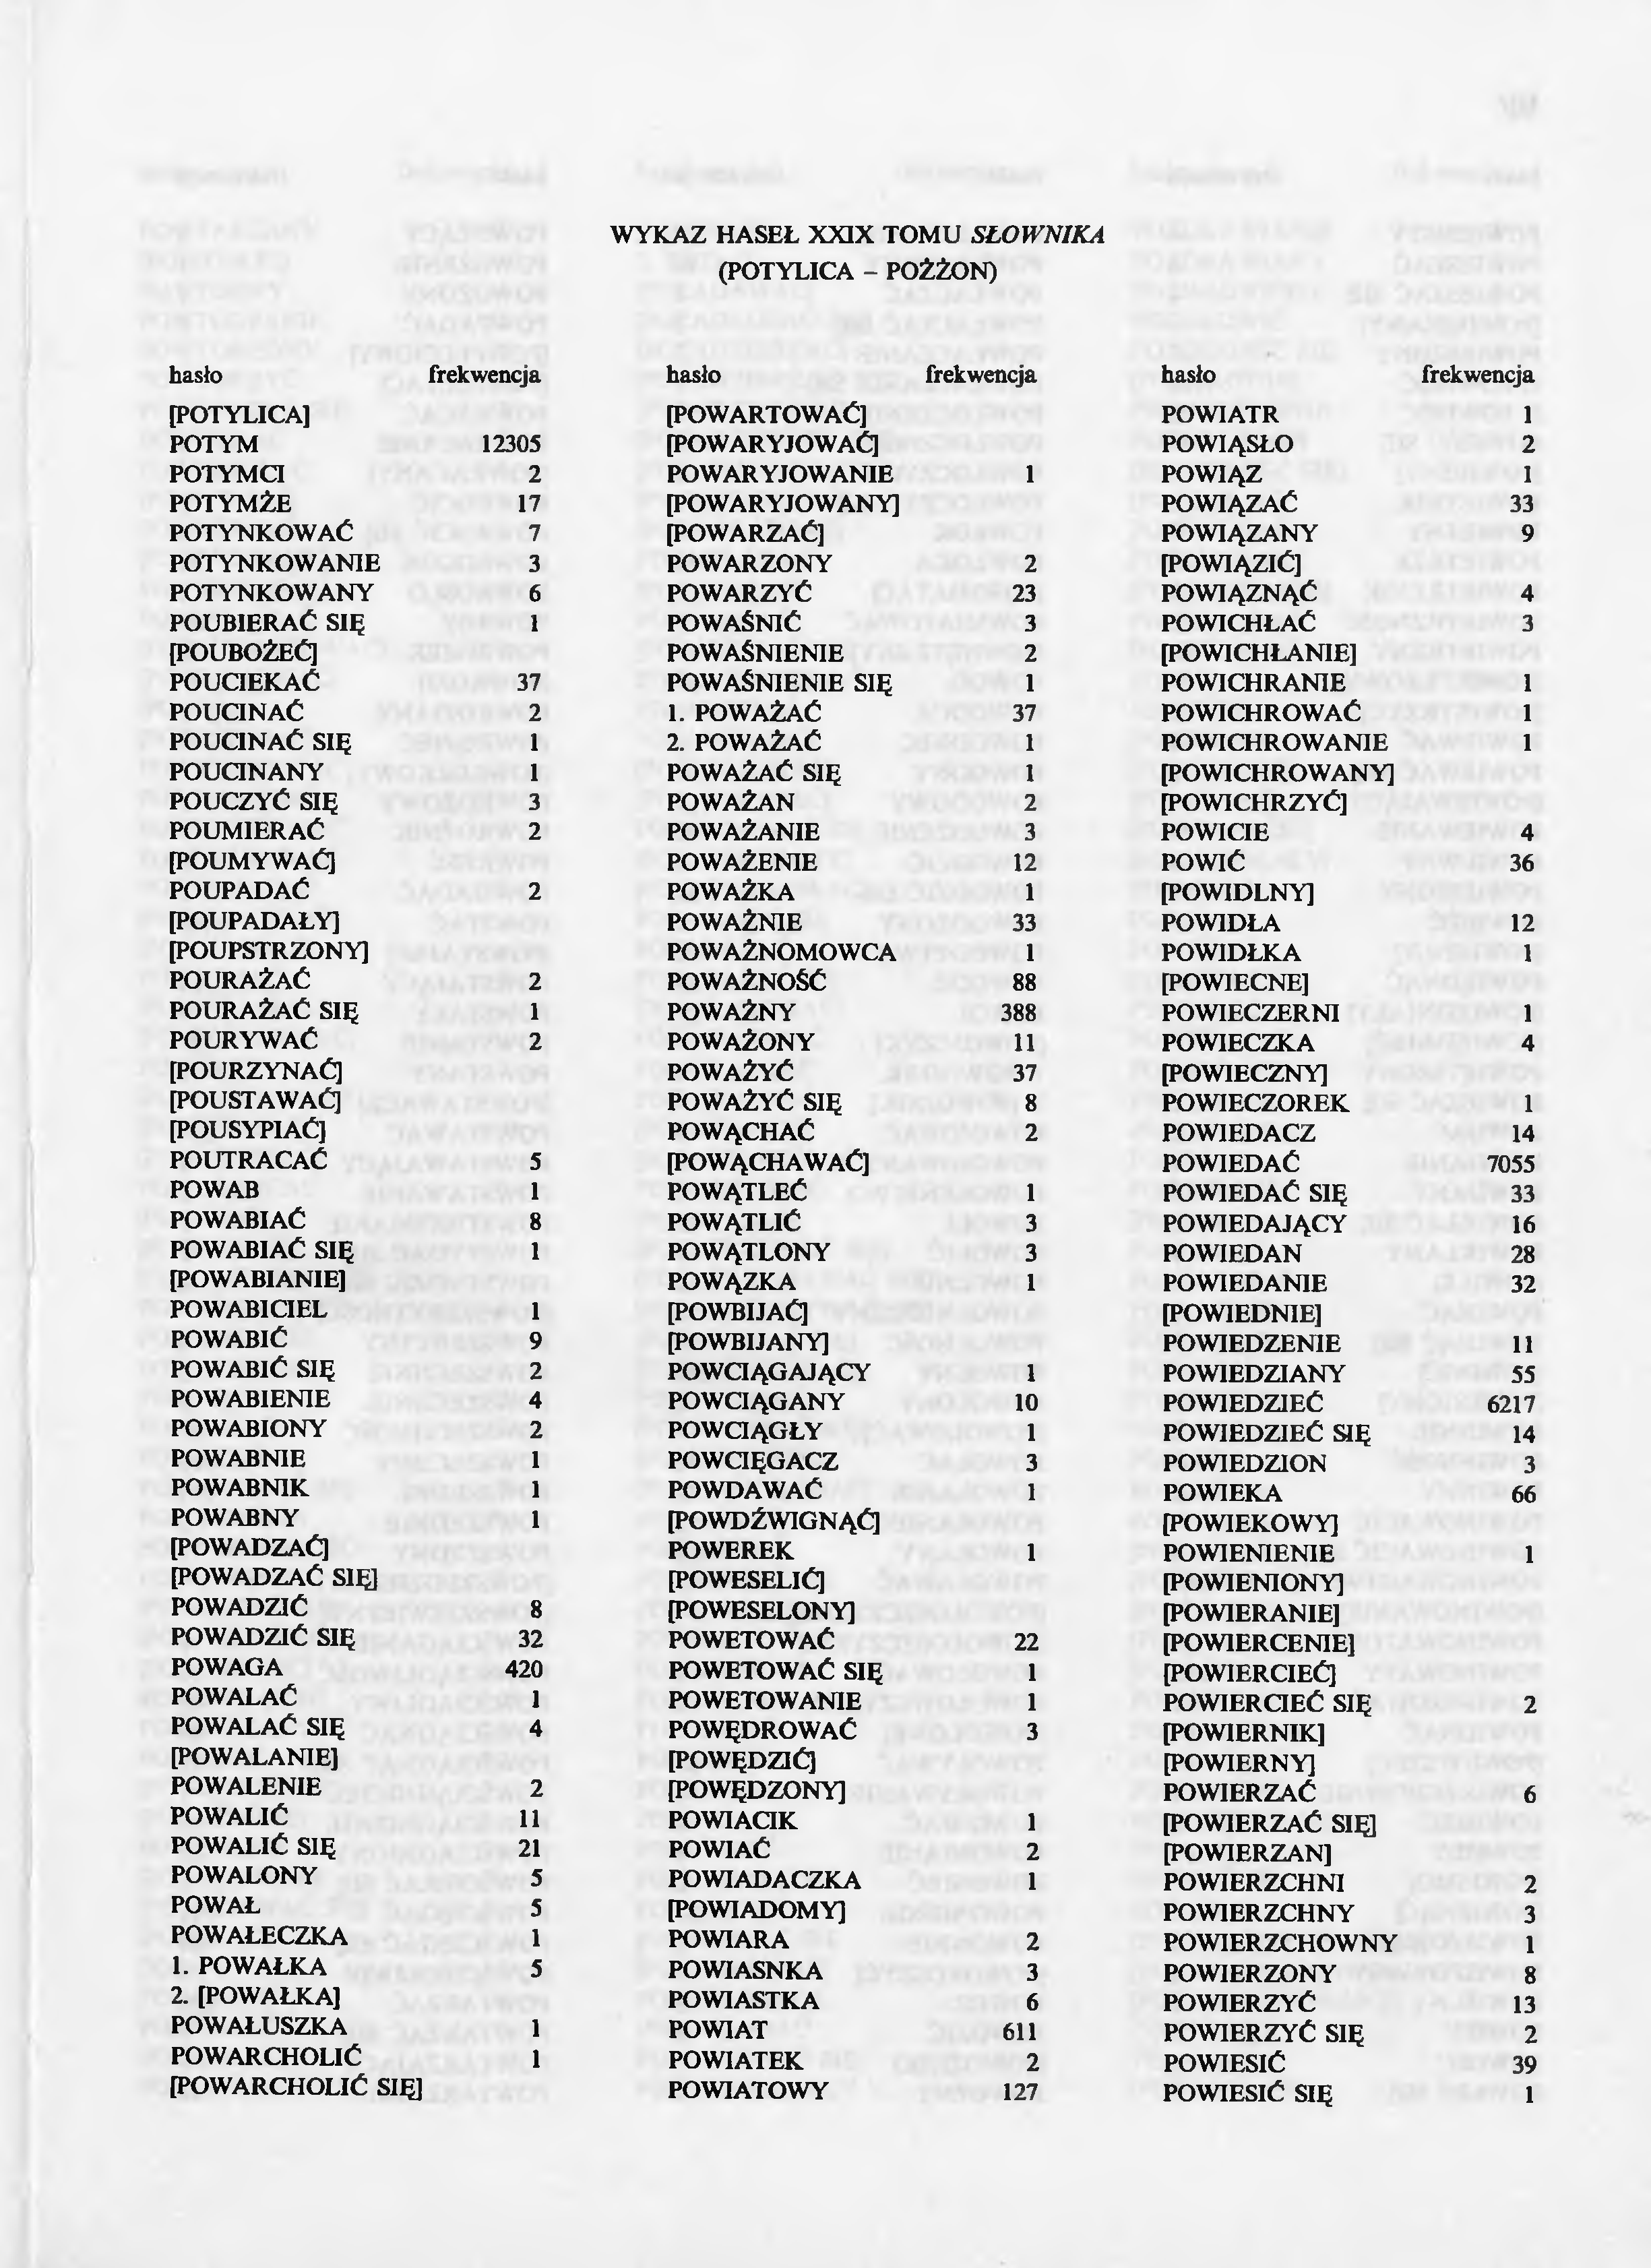 WYKAZ HASEŁ XXIX TOMU SŁOWNIKA
(POTYLICA – POŻŻON)
hasło frekwencja
[POTYLICA]
POTYM 12305
POTYMCI 2
POTYMŻE 17
POTYNKOWAĆ 7
POTYNKOWANIE 3
POTYNKOWANY 6
POUBIERAĆ SIĘ 1
[POUBOŻEĆ]
POUCIEKAĆ 37
POUCINAĆ 2
POUCINAĆ SIĘ 1
POUCINANY 1
POUCZYĆ SIĘ 3
POUMIERAĆ 2
[POUMYWAĆ]
POUPADAĆ 2
[POUPADAŁY]
[POUPSTRZONY]
POURAŻAĆ 2
POURAŻAĆ SIĘ 1
POURYWAĆ 2
[POURZYNAĆ]
[POUSTAWAĆ]
[POUSYPIAĆ]
POUTRACAĆ 5
POWAB 1
POWABIAĆ 8
POWABIAĆ SIĘ 1
[POWABIANIE]
POWABICIEL 1
POWABIĆ 9
POWABIĆ SIĘ 2
POWABIENIE 4
POWABIONY 2
POWABNIE 1
POWABNIK 1
POWABNY 1
[POWADZAĆ]
[POWADZAĆ SIĘ]
POWADZIĆ 8
POWADZIĆ SIĘ 32
POWAGA 420
POWALAĆ 1
POWALAĆ SIĘ 4
[POWALANIE]
POWALENIE 2
POWALIĆ 11
POWALIĆ SIĘ 21
POWALONY 5
POWAŁ 5
POWAŁECZKA 1
1. POWAŁKA 5
2. [POWAŁKA]
POWAŁUSZKA 1
POWARCHOLIĆ 1
[POWARCHOLIĆ SIĘ]
hasło frekwencja
[POWARTOWAĆ]
[POWARYJOWAĆ]
POWARYJOWANIE 1
[POWARYJOWANY]
[POWARZAĆ]
POWARZONY 2
POWARZYĆ 23
POWAŚNIĆ 3
POWAŚNIENIE 2
POWAŚNIENIE SIĘ 1
1. POWAŻAĆ 37
2. POWAŻAĆ 1
POWAŻAĆ SIĘ 1
POWAŻAN 2
POWAŻANIE 3
POWAŻENIE 12
POWAŻKA 1
POWAŻNIE 33
POWAŻNOMOWCA 1
POWAŻNOŚĆ 88
POWAŻNY 388
POWAŻONY 11
POWAŻYĆ 37
POWAŻYĆ SIĘ 8
POWĄCHAĆ 2
[POWĄCHAWAĆ]
POWĄTLEĆ 1
POWĄTLIĆ 3
POWĄTLONY 3
POWĄZKA 1
[POWBIJAĆ]
[POWBIJANY]
POWCIĄGAJĄCY 1
POWCIĄGANY 10
POWCIĄGŁY 1
POWCIĘGACZ 3
POWDAWAĆ 1
[POWDŹWIGNĄĆ]
POWEREK 1
[POWESELIĆ]
[POWESELONY]
POWETOWAĆ 22
POWETOWAĆ SIĘ 1
POWETOWANIE 1
POWĘDROWAĆ 3
[POWĘDZIĆ]
[POWĘDZONY]
POWIACIK 1
POWIAĆ 2
POWIADACZKA 1
[POWIADOMY]
POWIARA 2
POWIASNKA 3
POWIASTKA 6
POWIAT 611
POWIATEK 2
POWIATOWY 127
hasło frekwencja
POWIATR 1
POWIĄSŁO 2
POWIĄZ 1
POWIĄZAĆ 33
POWIĄZANY 9
[POWIĄZIĆ]
POWIĄZNĄĆ 4
POWICHŁAĆ 3
[POWICHŁANIE]
POWICHRANIE 1
POWICHROWAĆ 1
POWICHROWANIE 1
[POWICHROWANY]
[POWICHRZYĆ]
POWICIE 4
POWIĆ 36
[POWIDLNY]
POWIDŁA 12
POWIDŁKA 1
[POWIECNE]
POWIECZERNI 1
POWIECZKA 4
[POWIECZNY]
POWIECZOREK 1
POWIEDACZ 14
POWIEDAĆ 7055
POWIEDAĆ SIĘ 33
POWIEDAJĄCY 16
POWIEDAN 28
POWIEDANIE 32
[POWIEDNIE]
POWIEDZENIE 11
POWIEDZIANY 55
POWIEDZIEĆ 6217
POWIEDZIEĆ SIĘ 14
POWIEDZION 3
POWIEKA 66
[POWIEKOWY]
POWIENIENIE 1
[POWIENIONY]
[POWIERANIE]
[POWIERCENIE]
[POWIERCIEĆ]
POWIERCIEĆ SIĘ 2
[POWIERNIK]
[POWIERNY]
POWIERZAĆ 6
[POWIERZAĆ SIĘ]
[POWIERZAN]
POWIERZCHNI 2
POWIERZCHNY 3
POWIERZCHOWNY 1
POWIERZONY 8
POWIERZYĆ 13
POWIERZYĆ SIĘ 2
POWIESIĆ 39
POWIESIĆ SIĘ 1